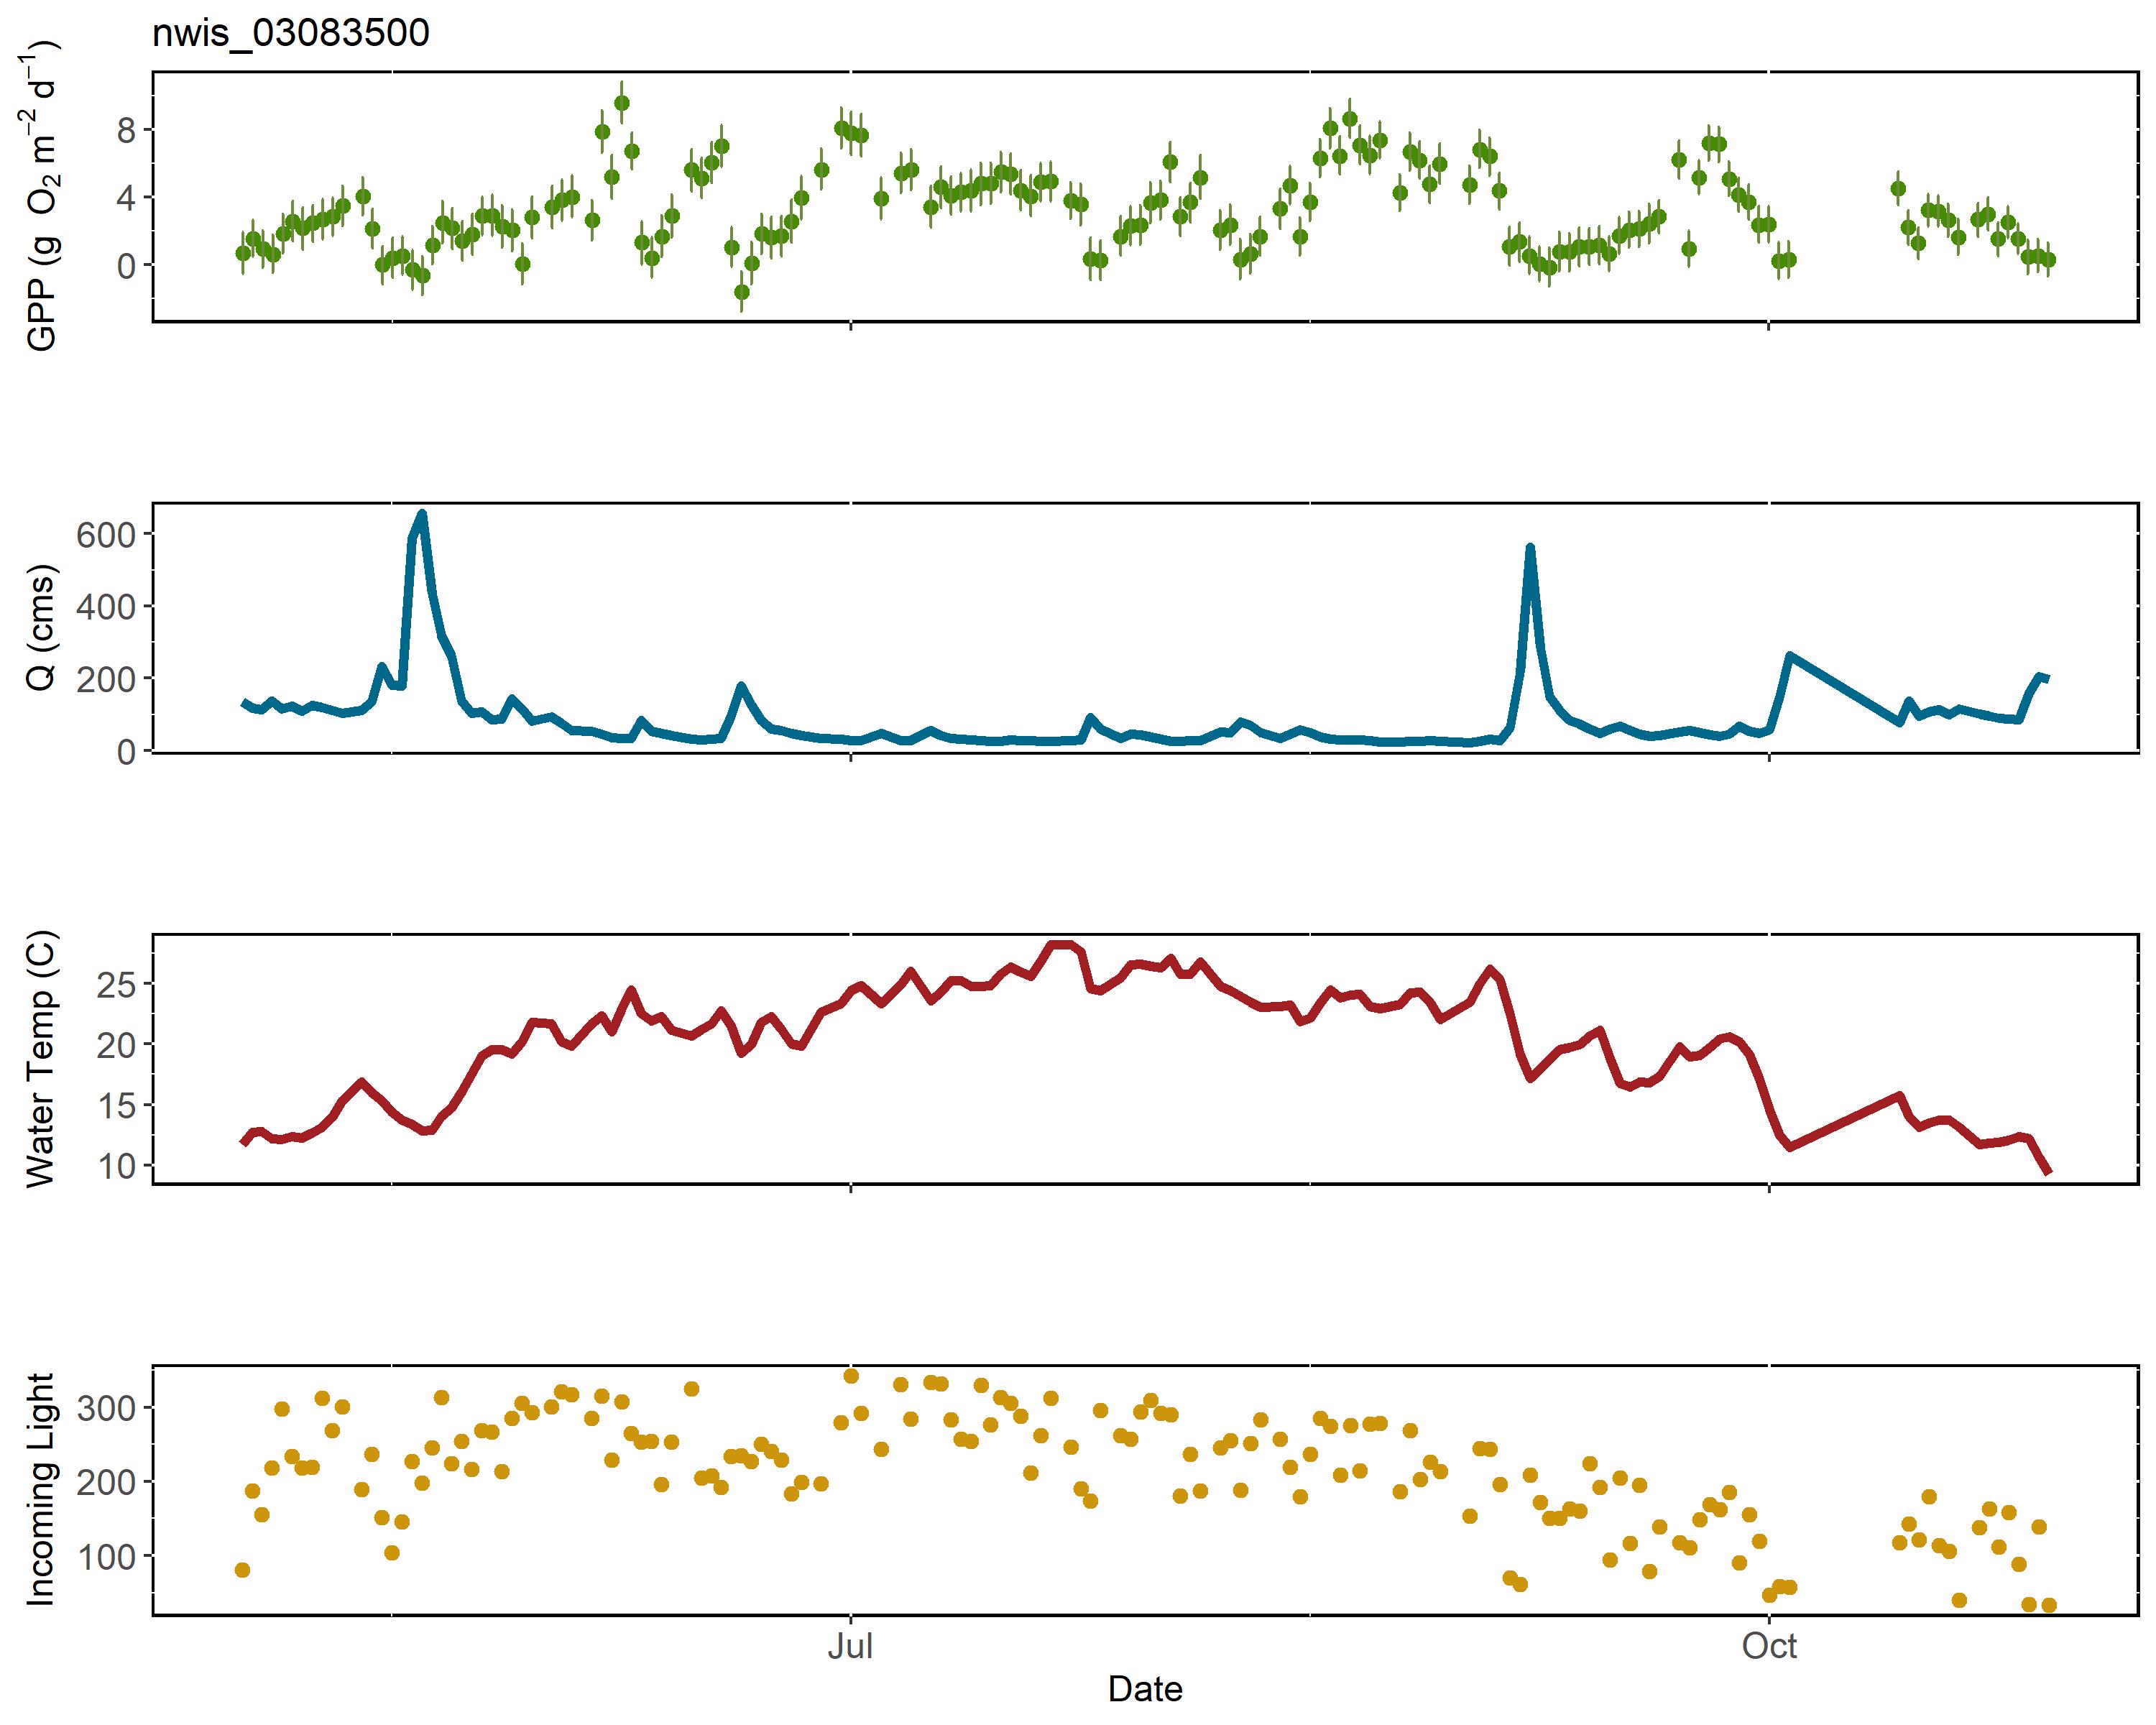 nwis_03083500
GPP (g O₂ m⁻² d⁻¹)
8
4
0
Q (cms)
600
400
200
0
Water Temp (C)
25
20
15
10
Incoming Light
300
200
100
Jul Oct
Date